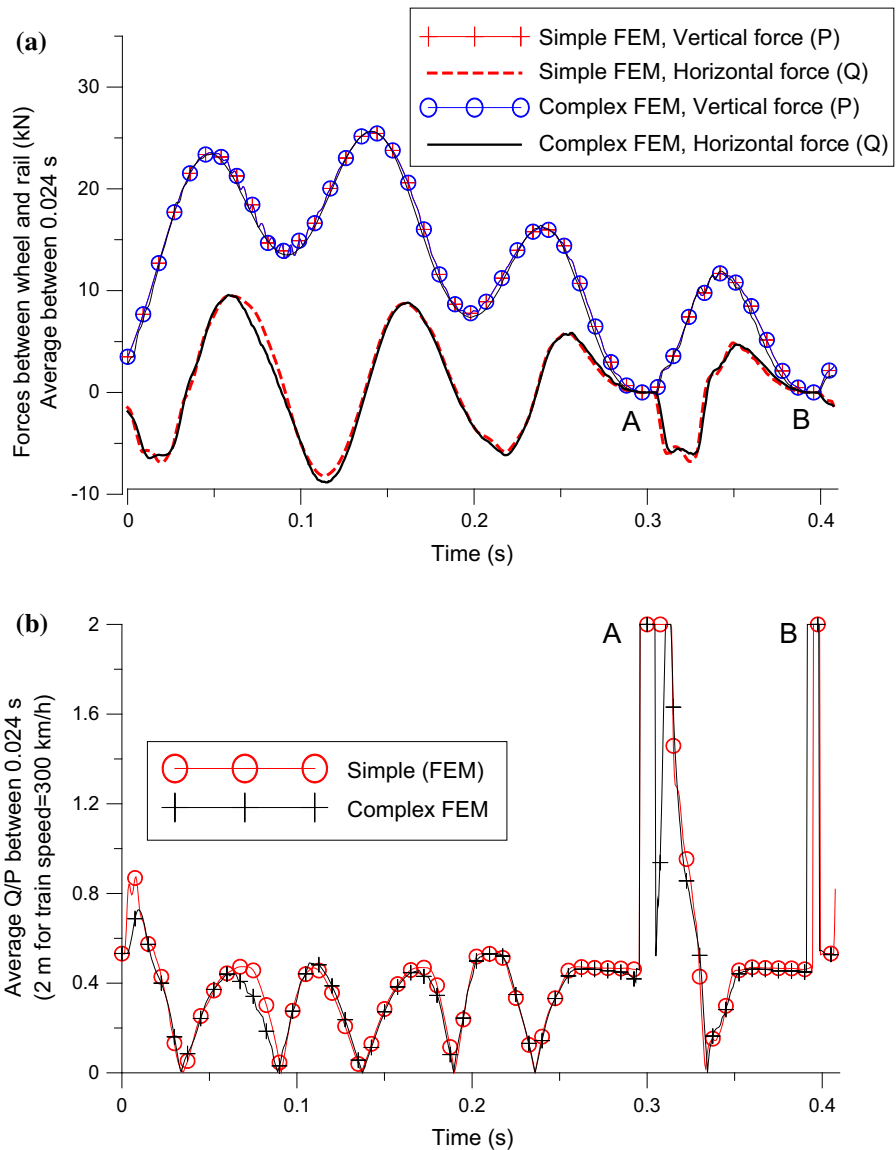 (a)
Simple FEM, Vertical force (P)
Simple FEM, Horizontal force (Q)
Complex FEM, Vertical force (P)
Complex FEM, Horizontal force (Q)
Forces between wheel and rail (kN)
Average between 0.024 s
30
20
10
0
-10
A
B
0
0.1
0.2
0.3
0.4
Time (s)
(b)
Average Q/P between 0.024 s
(2 m for train speed=300 km/h)
2
1.6
1.2
0.8
0.4
0
A
B
Simple (FEM)
Complex FEM
0
0.1
0.2
0.3
0.4
Time (s)